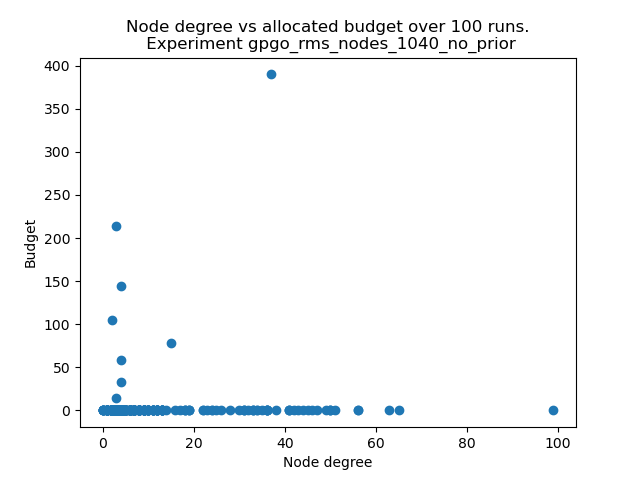 Node degree vs allocated budget over 100 runs.
Experiment gpgo_rms_nodes_1040_no_prior
400
350
300
250
200
150
100
50
0
Budget
0 20 40 60 80 100
Node degree